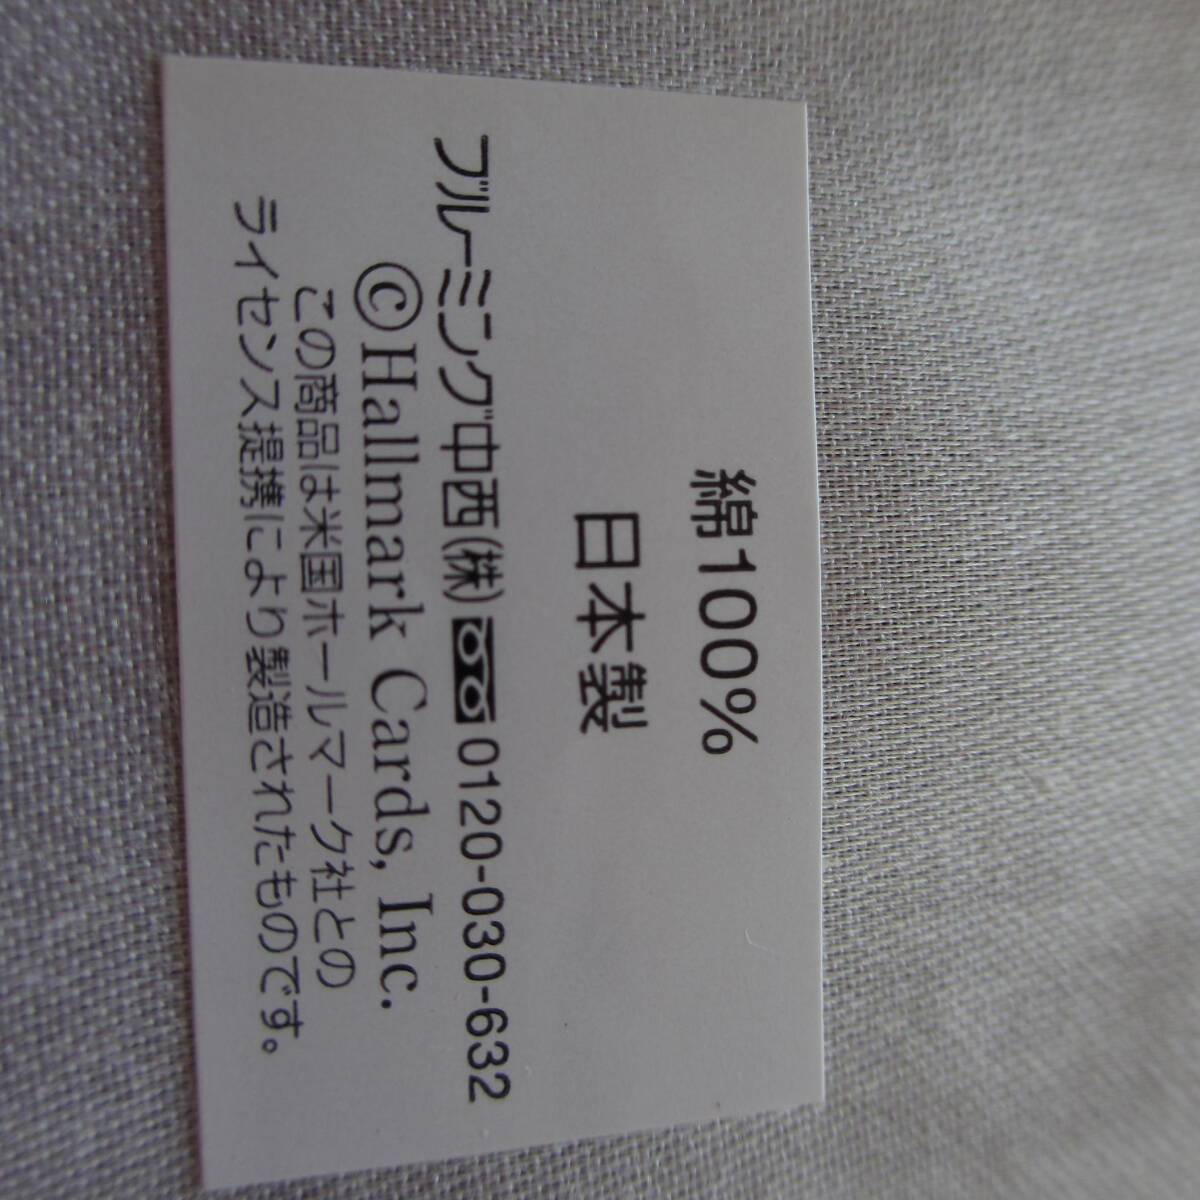 綿100%
日本製
ブルーミング中西(株) 0120-030-632
©Hallmark Cards, Inc.
この商品は米国ホールマーク社との
ライセンス提携により製造されたものです。